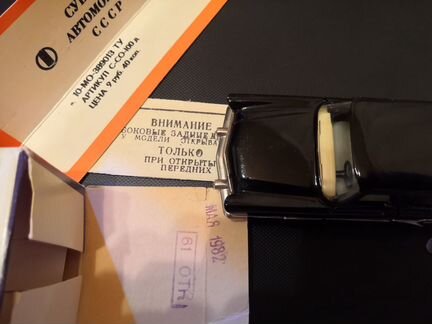 СУ
АВТОМО
СССР
10-МО-389013 ТУ
АРТИКУЛ С-СО-100 А
ЦЕНА 9 руб. 40 коп.
ВНИМАНИЕ
БОКОВЫЕ ЗАДНИЕ
У МОДЕЛИ ОТКРЫВА
ТОЛЬКО
ПРИ ОТКРЫТЫ
ПЕРЕДНИХ
МАЯ 1982
61 ОТК